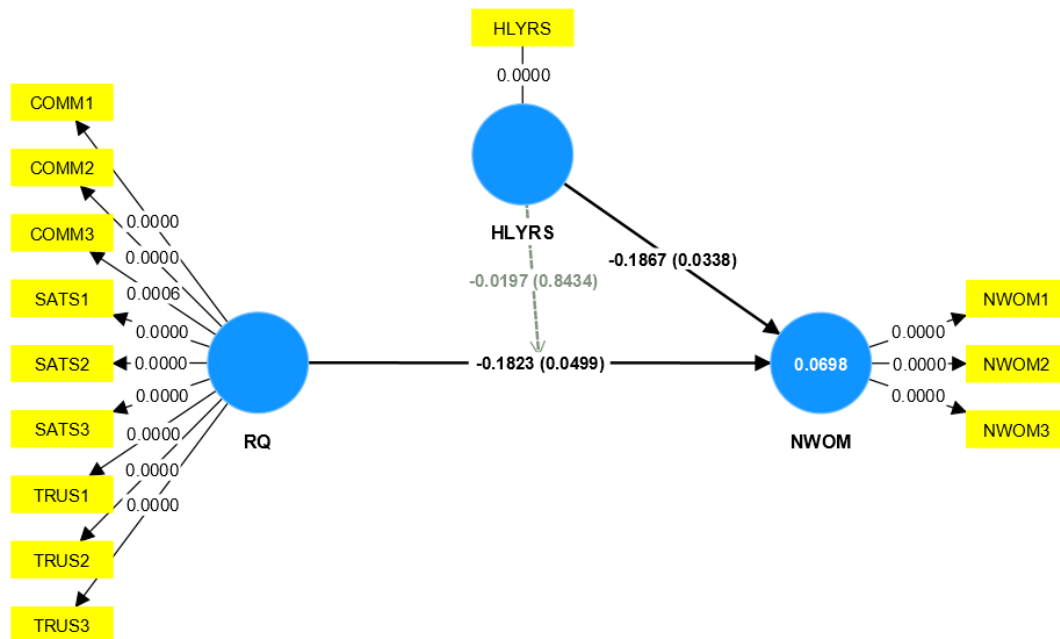 HLYRS
0.0000
HLYRS
-0.0197 (0.8434)
-0.1867 (0.0338)
COMM1
COMM2
COMM3
SATS1
SATS2
SATS3
TRUS1
TRUS2
TRUS3
0.0000
0.0000
0.0006
0.0000
0.0000
0.0000
0.0000
0.0000
0.0000
RQ
-0.1823 (0.0499)
0.0698
NWOM
0.0000
0.0000
0.0000
NWOM1
NWOM2
NWOM3